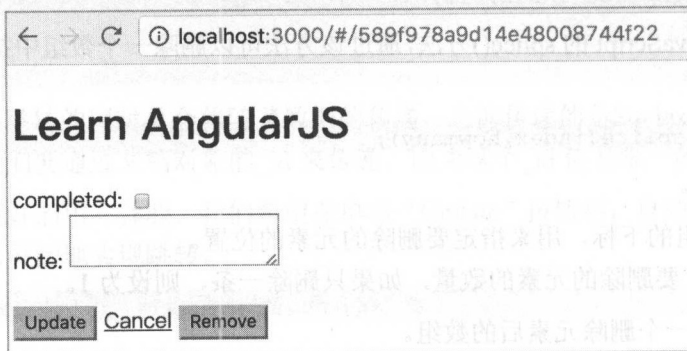 localhost:3000/#/589f978a9d14e48008744f22
Learn AngularJS
completed:
note:
Update Cancel Remove